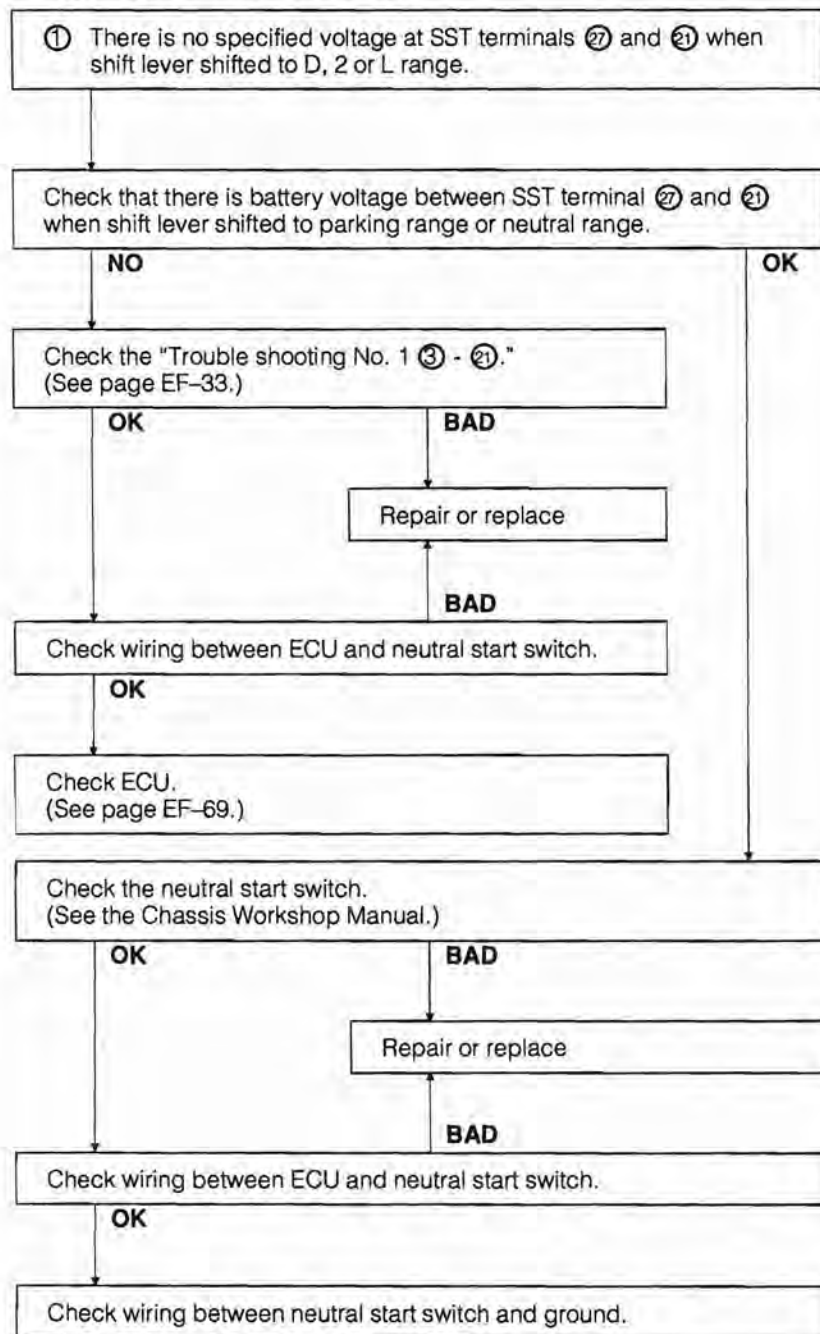 ① There is no specified voltage at SST terminals ㉗ and ㉑ when
shift lever shifted to D, 2 or L range.
Check that there is battery voltage between SST terminal ㉗ and ㉑
when shift lever shifted to parking range or neutral range.
NO
OK
Check the "Trouble shooting No. 1 ③ - ㉑."
(See page EF–33.)
OK
BAD
Repair or replace
BAD
Check wiring between ECU and neutral start switch.
OK
Check ECU.
(See page EF–69.)
Check the neutral start switch.
(See the Chassis Workshop Manual.)
OK
BAD
Repair or replace
BAD
Check wiring between ECU and neutral start switch.
OK
Check wiring between neutral start switch and ground.